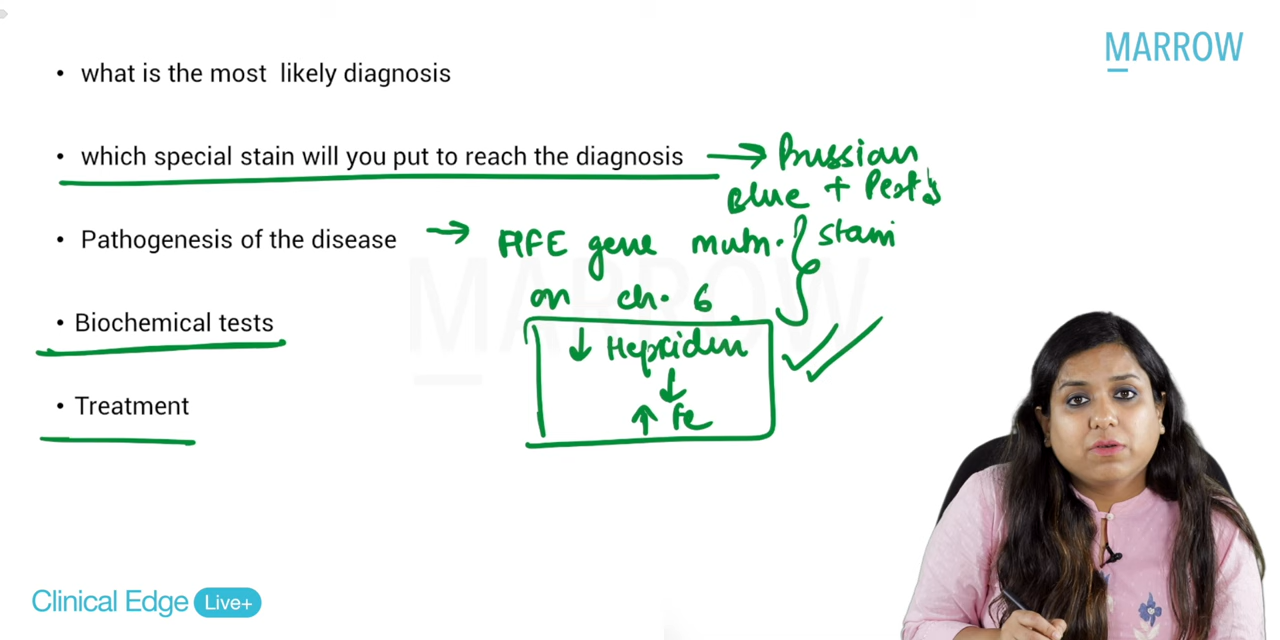 MARROW
• what is the most likely diagnosis
• which special stain will you put to reach the diagnosis → Prussian
Blue + Perl's
• Pathogenesis of the disease → HFE gene mutn. stain
on ch. 6
• Biochemical tests
↓ Hepcidin
↓
• Treatment
↑ Fe
MARROW
Clinical Edge Live+